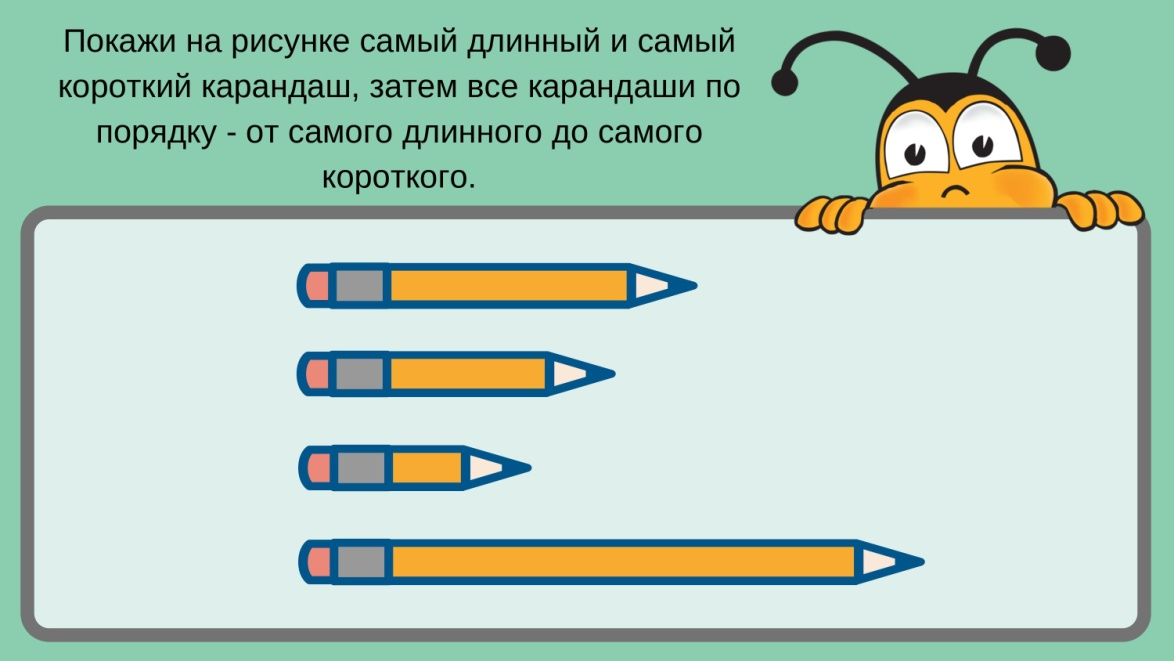 Покажи на рисунке самый длинный и самый
короткий карандаш, затем все карандаши по
порядку - от самого длинного до самого
короткого.